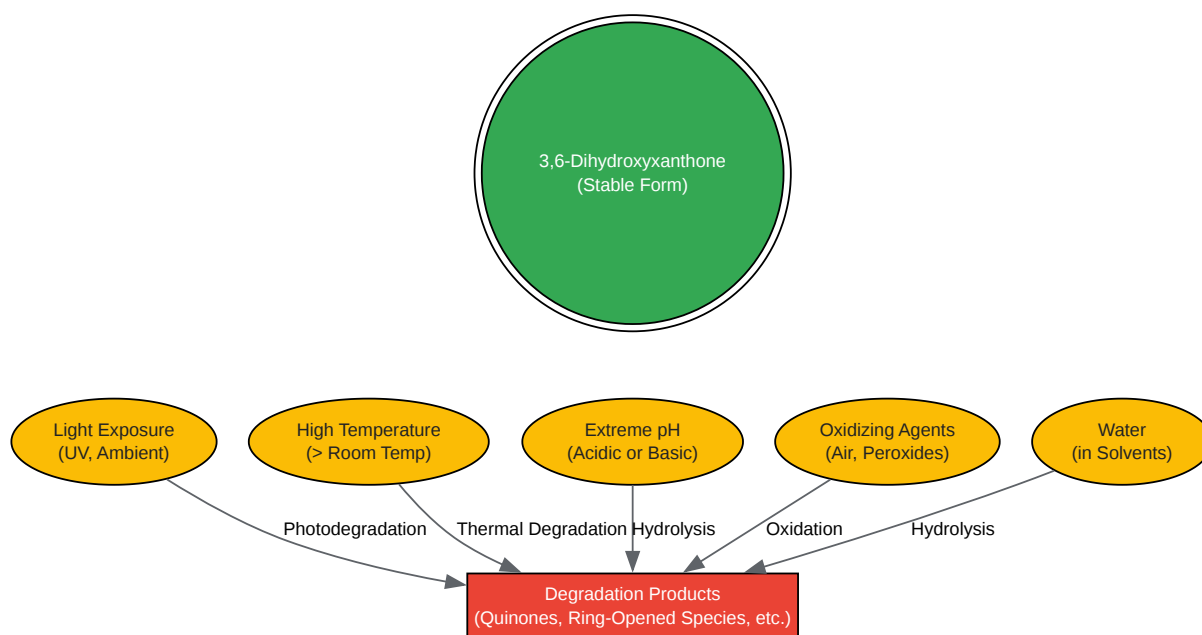 3,6-Dihydroxyxanthone
(Stable Form)
Light Exposure
(UV, Ambient)
High Temperature
(> Room Temp)
Extreme pH
(Acidic or Basic)
Oxidizing Agents
(Air, Peroxides)
Water
(in Solvents)
Photodegradation
Thermal Degradation
Hydrolysis
Oxidation
Hydrolysis
Degradation Products
(Quinones, Ring-Opened Species, etc.)